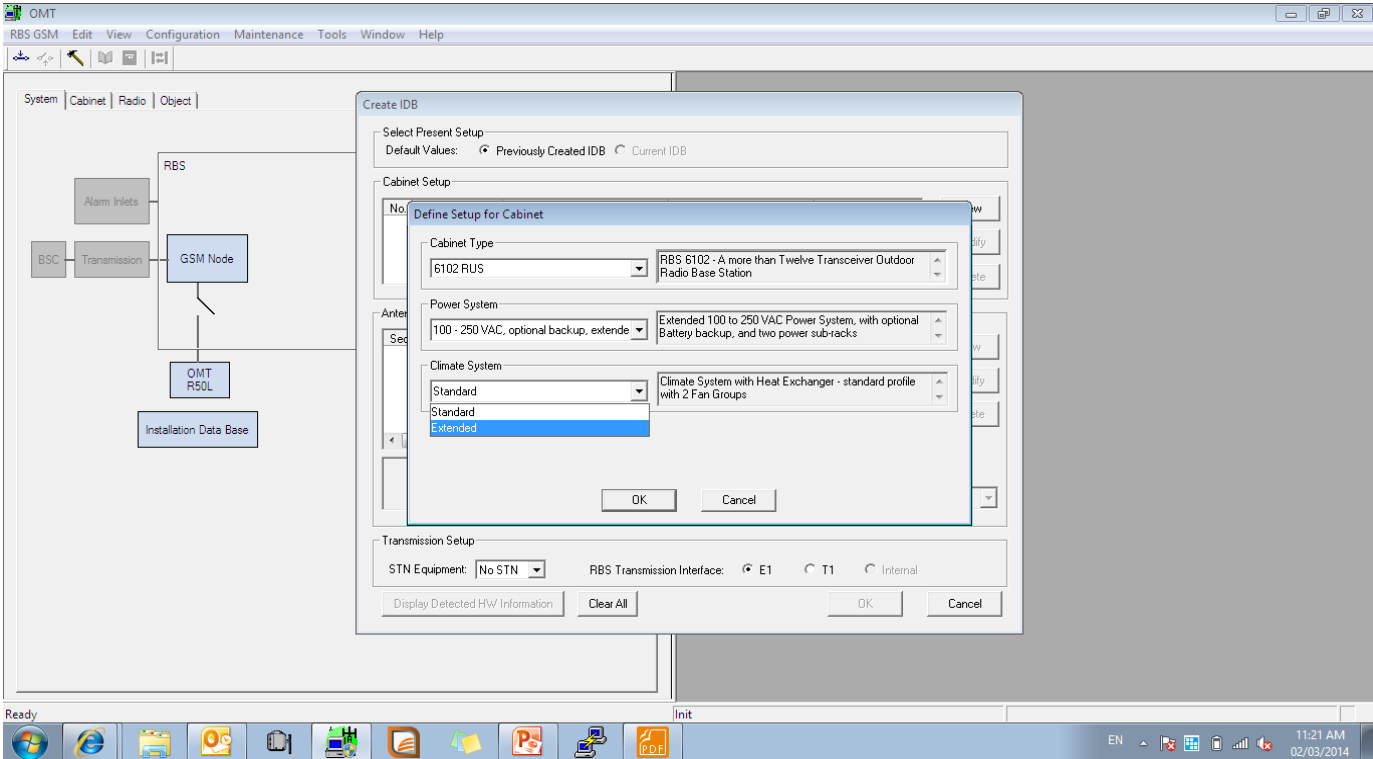 OMT
RBS GSM Edit View Configuration Maintenance Tools Window Help
System Cabinet Radio Object
RBS
Alarm Inlets
BSC
Transmission
GSM Node
OMT
R50L
Installation Data Base
Create IDB
Select Present Setup
Default Values: Previously Created IDB Current IDB
Cabinet Setup
No.
Define Setup for Cabinet
Cabinet Type
6102 RUS
RBS 6102 - A more than Twelve Transceiver Outdoor
Radio Base Station
Power System
100 - 250 VAC, optional backup, extende
Extended 100 to 250 VAC Power System, with optional
Battery backup, and two power sub-racks
Climate System
Standard
Climate System with Heat Exchanger - standard profile
with 2 Fan Groups
Standard
Extended
OK Cancel
Transmission Setup
STN Equipment: No STN RBS Transmission Interface: E1 T1 Internal
Display Detected HW Information Clear All OK Cancel
Ready Init
PDF
EN 11:21 AM
02/03/2014